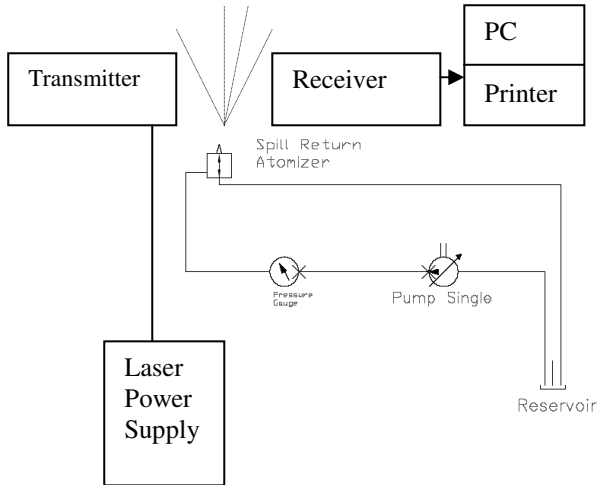 PC
Transmitter
Receiver
Printer
Spill Return
Atomizer
Pressure
Gauge
Pump Single
Laser
Power
Supply
Reservoir